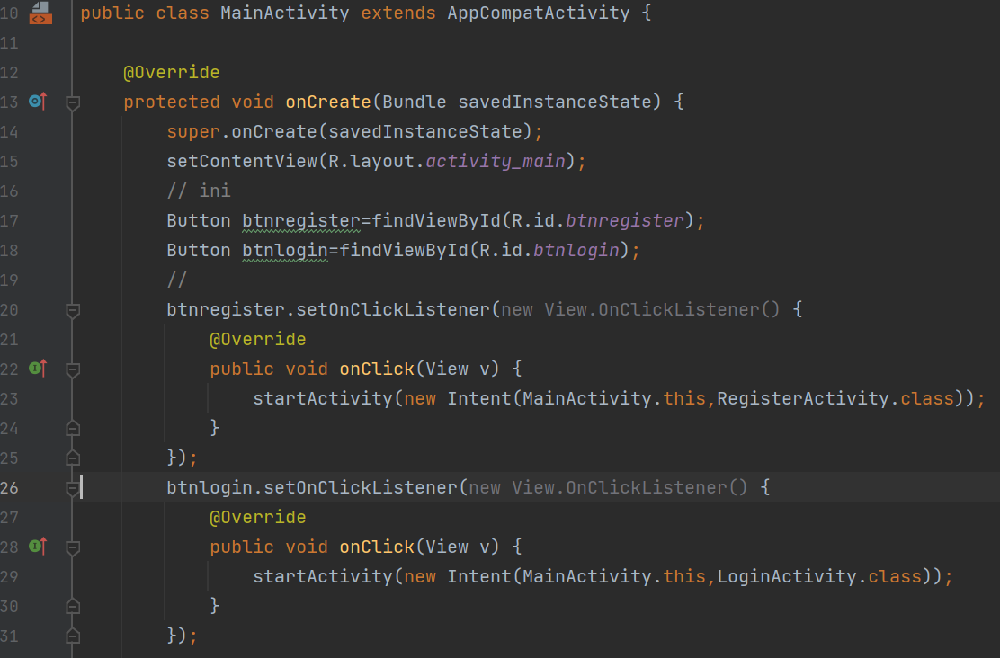 10 public class MainActivity extends AppCompatActivity {
11
12 @Override
13 protected void onCreate(Bundle savedInstanceState) {
14 super.onCreate(savedInstanceState);
15 setContentView(R.layout.activity_main);
16 // ini
17 Button btnregister=findViewById(R.id.btnregister);
18 Button btnlogin=findViewById(R.id.btnlogin);
19 //
20 btnregister.setOnClickListener(new View.OnClickListener() {
21 @Override
22 public void onClick(View v) {
23 startActivity(new Intent(MainActivity.this,RegisterActivity.class));
24 }
25 });
26 btnlogin.setOnClickListener(new View.OnClickListener() {
27 @Override
28 public void onClick(View v) {
29 startActivity(new Intent(MainActivity.this,LoginActivity.class));
30 }
31 });